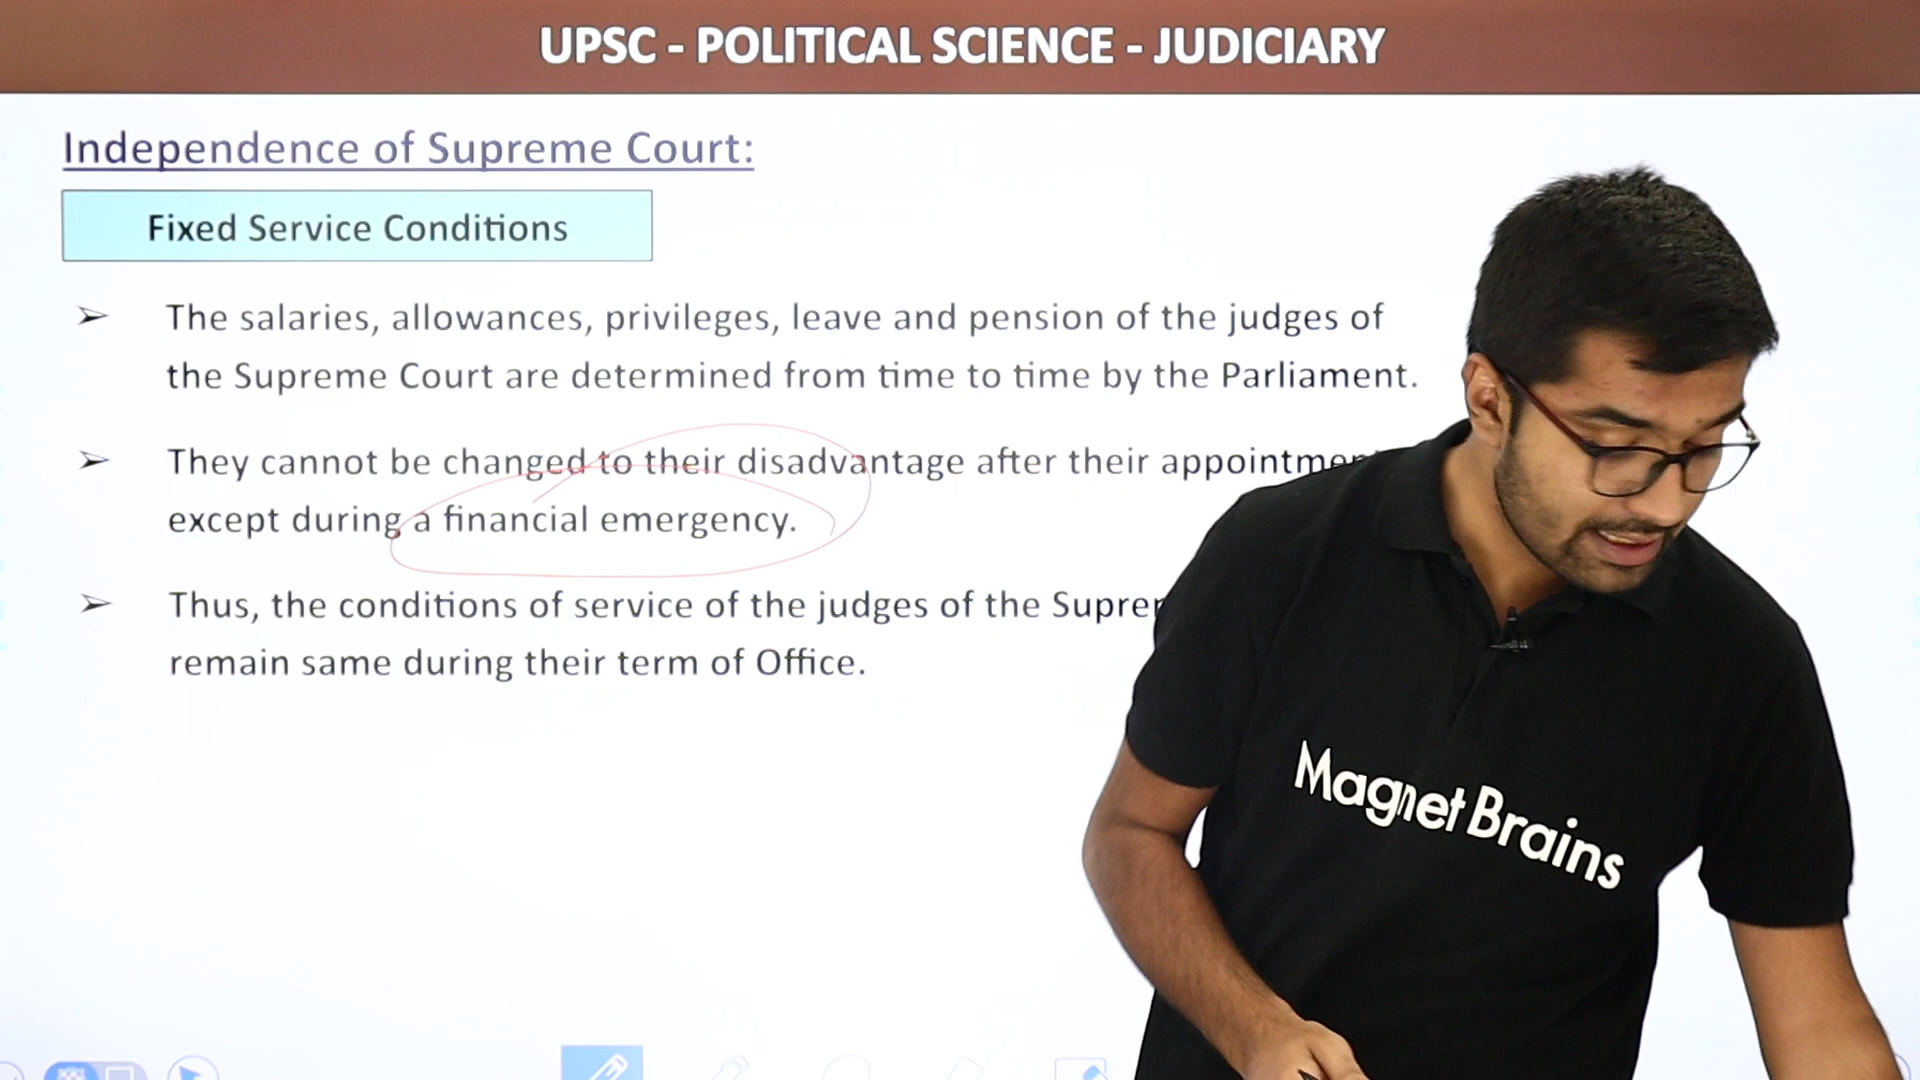 UPSC - POLITICAL SCIENCE - JUDICIARY
Independence of Supreme Court:
Fixed Service Conditions
➢ The salaries, allowances, privileges, leave and pension of the judges of
the Supreme Court are determined from time to time by the Parliament.
➢ They cannot be changed to their disadvantage after their
except during a financial emergency.
➢ Thus, the conditions of service of the judges of the
remain same during their term of Office.
Magnet Brains